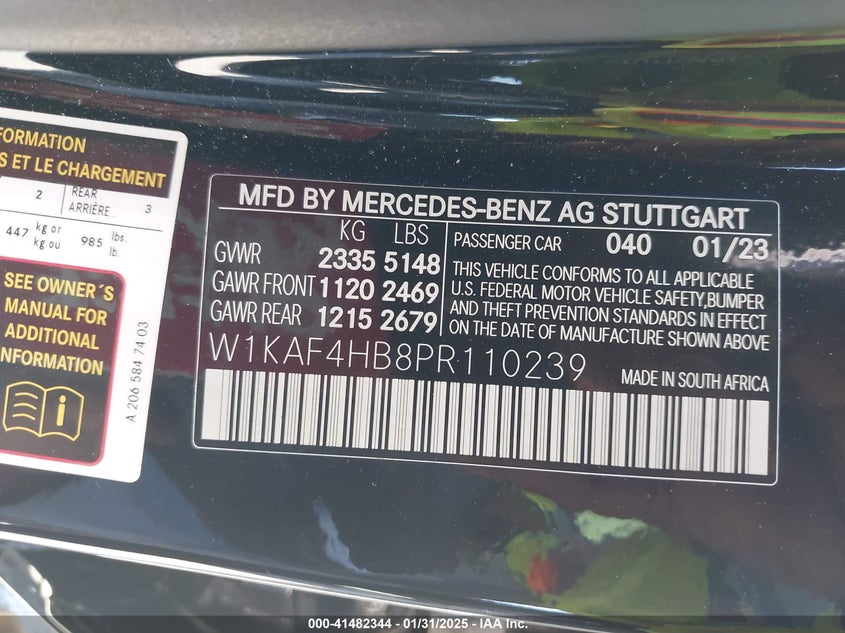 FORMATION
S ET LE CHARGEMENT
2 REAR ARRIÈRE 3
447 kg or kg ou 985 lbs. lb.
SEE OWNER´S
MANUAL FOR
ADDITIONAL
INFORMATION
A 206 584 74 03
MFD BY MERCEDES-BENZ AG STUTTGART
KG LBS
GVWR 2335 5148
GAWR FRONT 1120 2469
GAWR REAR 1215 2679
PASSENGER CAR 040 01/23
THIS VEHICLE CONFORMS TO ALL APPLICABLE
U.S. FEDERAL MOTOR VEHICLE SAFETY,BUMPER
AND THEFT PREVENTION STANDARDS IN EFFECT
ON THE DATE OF MANUFACTURE SHOWN ABOVE
W1KAF4HB8PR110239
MADE IN SOUTH AFRICA
000-41482344 / 01/31/2025 / IAA Inc.